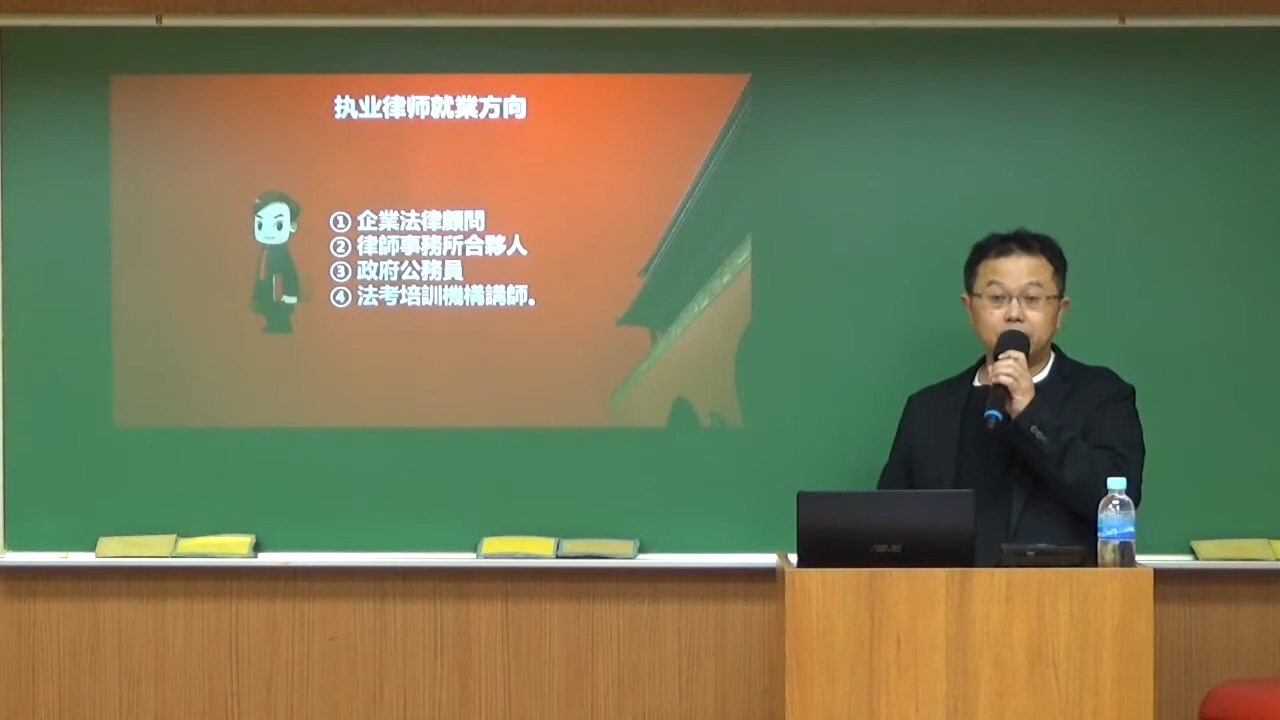 执业律师就業方向
① 企業法律顧問
② 律師事務所合夥人
③ 政府公務員
④ 法考培訓機構講師.
ASUS